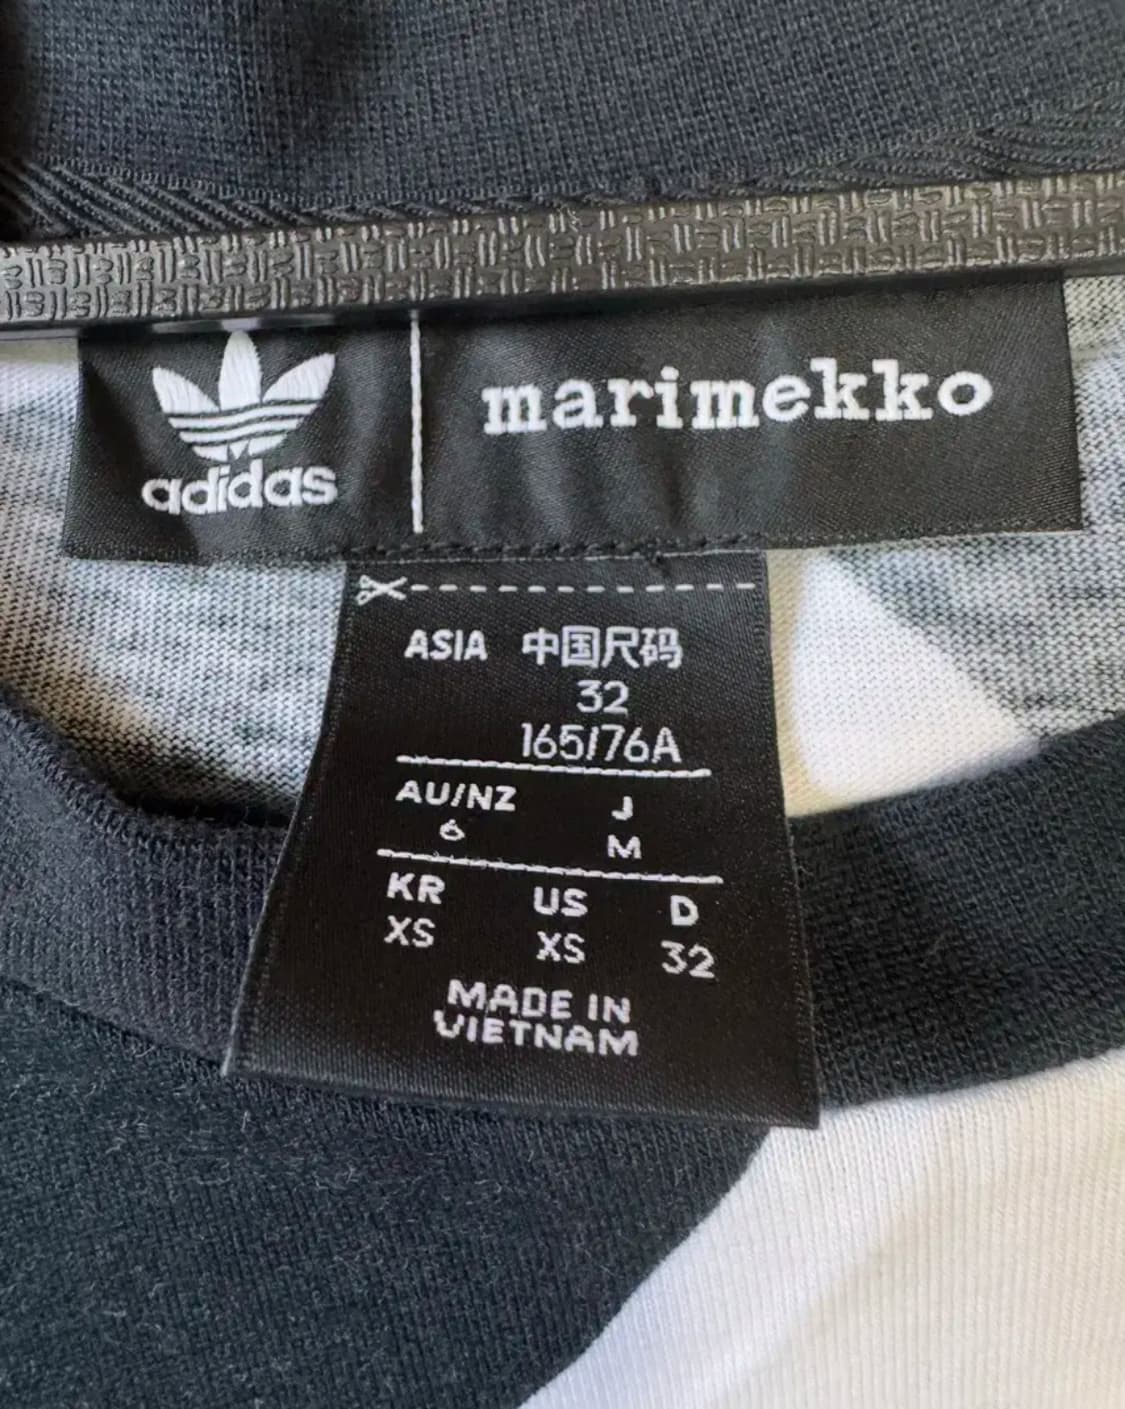 adidas
marimekko
ASIA 中国尺码
32
165/76A
AU/NZ J
6 M
KR US D
XS XS 32
MADE IN
VIETNAM